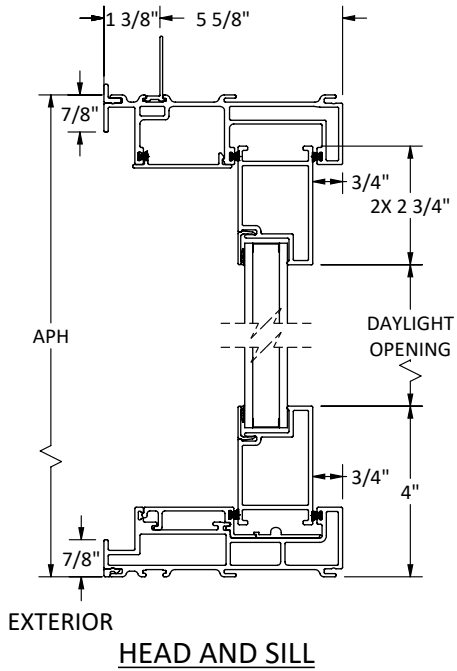 1 3/8" 5 5/8"
7/8"
3/4"
2X 2 3/4"
APH
DAYLIGHT
OPENING
3/4"
4"
7/8"
EXTERIOR
HEAD AND SILL